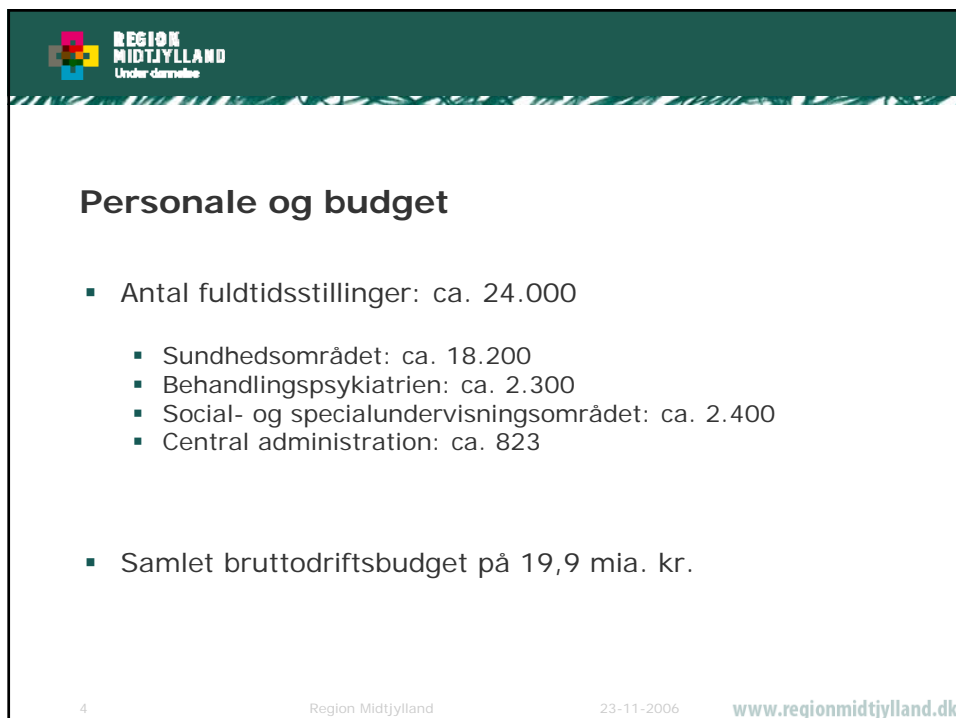 REGION
MIDTJYLLAND
Under dannelse
Personale og budget
▪ Antal fuldtidsstillinger: ca. 24.000
▪ Sundhedsområdet: ca. 18.200
▪ Behandlingspsykiatrien: ca. 2.300
▪ Social- og specialundervisningsområdet: ca. 2.400
▪ Central administration: ca. 823
▪ Samlet bruttodriftsbudget på 19,9 mia. kr.
4 Region Midtjylland 23-11-2006 www.regionmidtjylland.dk